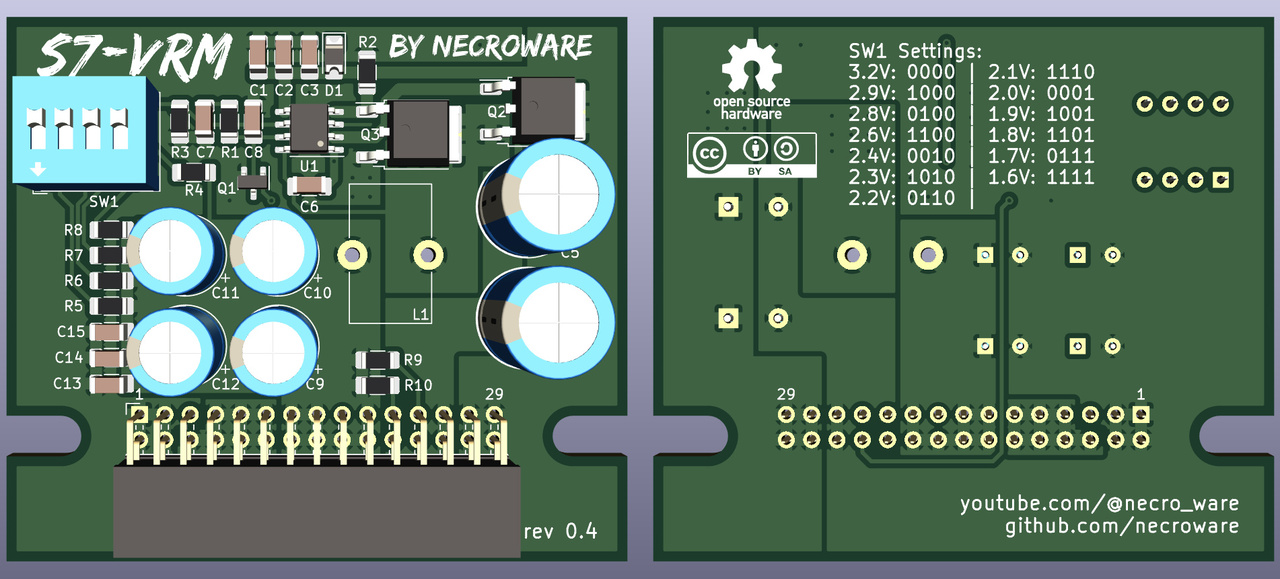 S7-VRM
BY NECROWARE
R2
C1 C2 C3 D1
Q2
Q3
R3 C7 R1 C8
U1
R4
Q1
C6
SW1
C5
R8
R7
R6
R5
C11
C10
L1
C15
C14
C13
C12
C9
R9
R10
1
29
rev 0.4
open source
hardware
cc
BY SA
SW1 Settings:
3.2V: 0000 | 2.1V: 1110
2.9V: 1000 | 2.0V: 0001
2.8V: 0100 | 1.9V: 1001
2.6V: 1100 | 1.8V: 1101
2.4V: 0010 | 1.7V: 0111
2.3V: 1010 | 1.6V: 1111
2.2V: 0110 |
29
1
youtube.com/@necro_ware
github.com/necroware